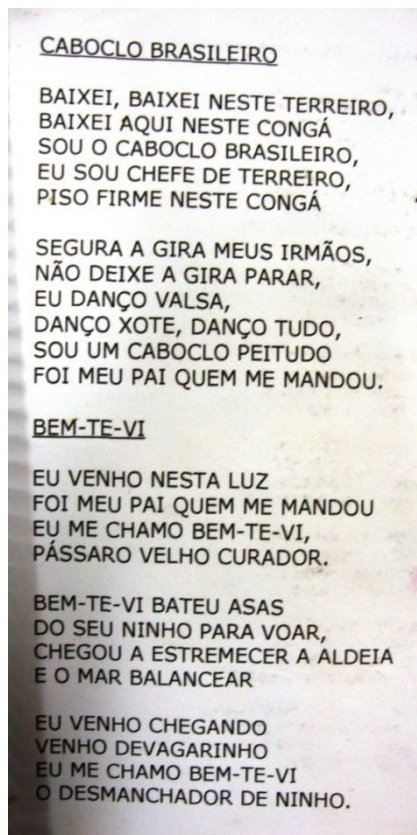 CABOCLO BRASILEIRO
BAIXEI, BAIXEI NESTE TERREIRO,
BAIXEI AQUI NESTE CONGÁ
SOU O CABOCLO BRASILEIRO,
EU SOU CHEFE DE TERREIRO,
PISO FIRME NESTE CONGÁ
SEGURA A GIRA MEUS IRMÃOS,
NÃO DEIXE A GIRA PARAR,
EU DANÇO VALSA,
DANÇO XOTE, DANÇO TUDO,
SOU UM CABOCLO PEITUDO
FOI MEU PAI QUEM ME MANDOU.
BEM-TE-VI
EU VENHO NESTA LUZ
FOI MEU PAI QUEM ME MANDOU
EU ME CHAMO BEM-TE-VI,
PÁSSARO VELHO CURADOR.
BEM-TE-VI BATEU ASAS
DO SEU NINHO PARA VOAR,
CHEGOU A ESTREMECER A ALDEIA
E O MAR BALANCEAR
EU VENHO CHEGANDO
VENHO DEVAGARINHO
EU ME CHAMO BEM-TE-VI
O DESMANCHADOR DE NINHO.